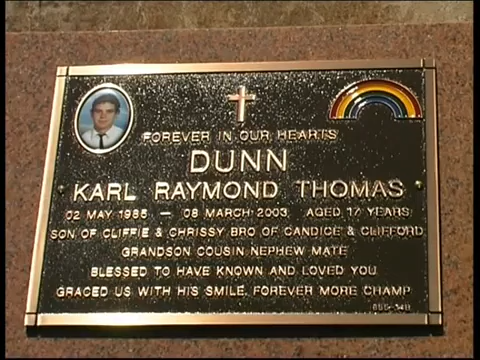 FOREVER IN OUR HEARTS
DUNN
KARL RAYMOND THOMAS
02 MAY 1985 — 08 MARCH 2003 AGED 17 YEARS
SON OF CLIFFIE & CHRISSY BRO OF CANDICE & CLIFFORD
GRANDSON COUSIN NEPHEW MATE
BLESSED TO HAVE KNOWN AND LOVED YOU
GRACED US WITH HIS SMILE. FOREVER MORE CHAMP